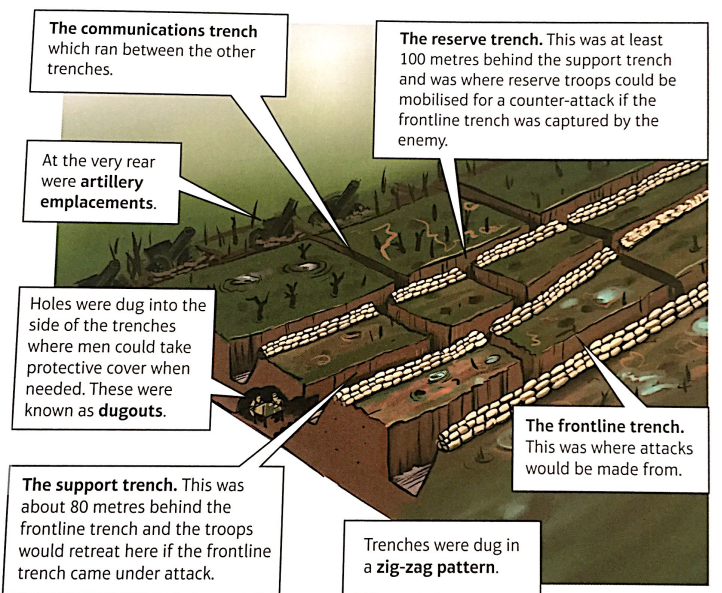 The communications trench
which ran between the other
trenches.
The reserve trench. This was at least
100 metres behind the support trench
and was where reserve troops could be
mobilised for a counter-attack if the
frontline trench was captured by the
enemy.
At the very rear
were artillery
emplacements.
Holes were dug into the
side of the trenches
where men could take
protective cover when
needed. These were
known as dugouts.
The frontline trench.
This was where attacks
would be made from.
The support trench. This was
about 80 metres behind the
frontline trench and the troops
would retreat here if the frontline
trench came under attack.
Trenches were dug in
a zig-zag pattern.